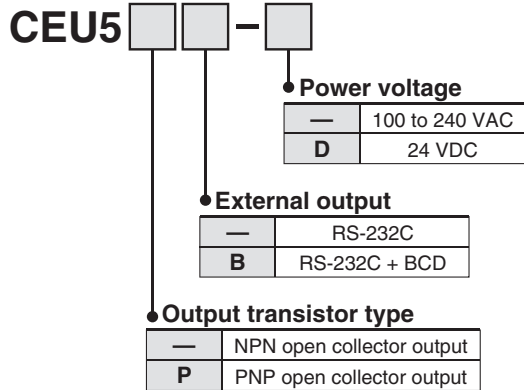 CEU5 –
Power voltage
— 100 to 240 VAC
D 24 VDC
External output
— RS-232C
B RS-232C + BCD
Output transistor type
— NPN open collector output
P PNP open collector output